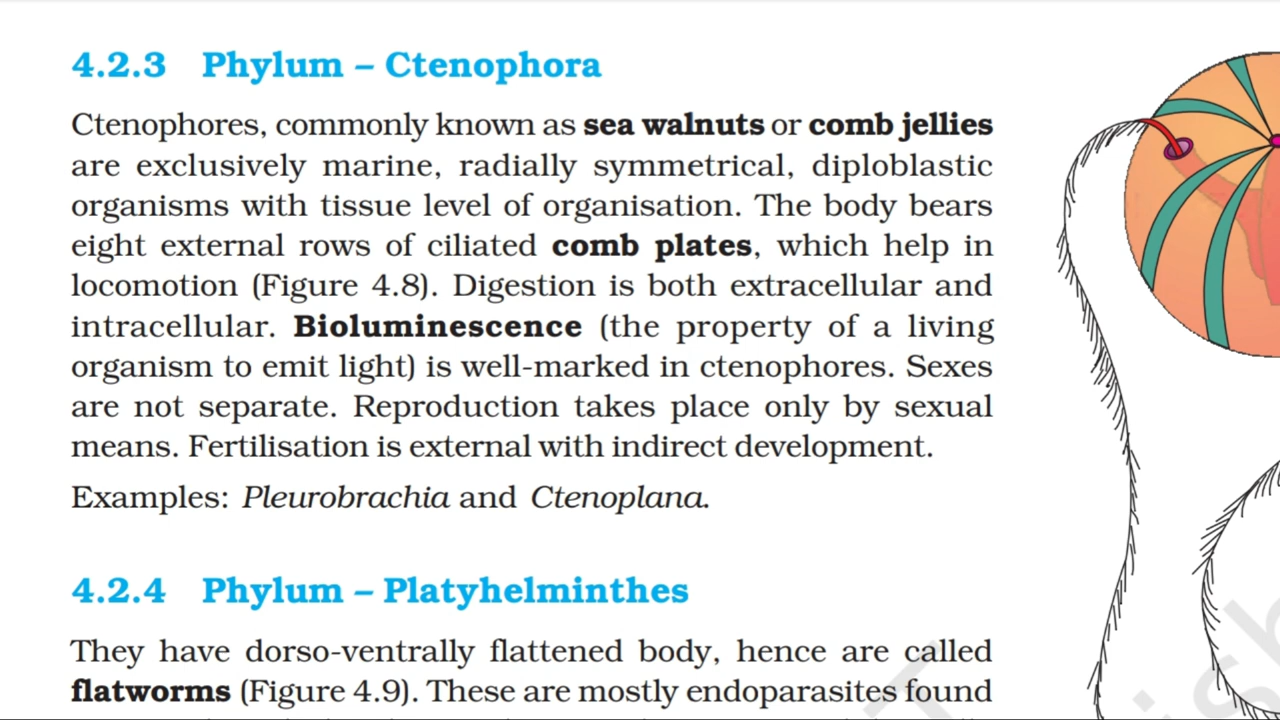 4.2.3 Phylum – Ctenophora
Ctenophores, commonly known as sea walnuts or comb jellies
are exclusively marine, radially symmetrical, diploblastic
organisms with tissue level of organisation. The body bears
eight external rows of ciliated comb plates, which help in
locomotion (Figure 4.8). Digestion is both extracellular and
intracellular. Bioluminescence (the property of a living
organism to emit light) is well-marked in ctenophores. Sexes
are not separate. Reproduction takes place only by sexual
means. Fertilisation is external with indirect development.
Examples: Pleurobrachia and Ctenoplana.
4.2.4 Phylum – Platyhelminthes
They have dorso-ventrally flattened body, hence are called
flatworms (Figure 4.9). These are mostly endoparasites found